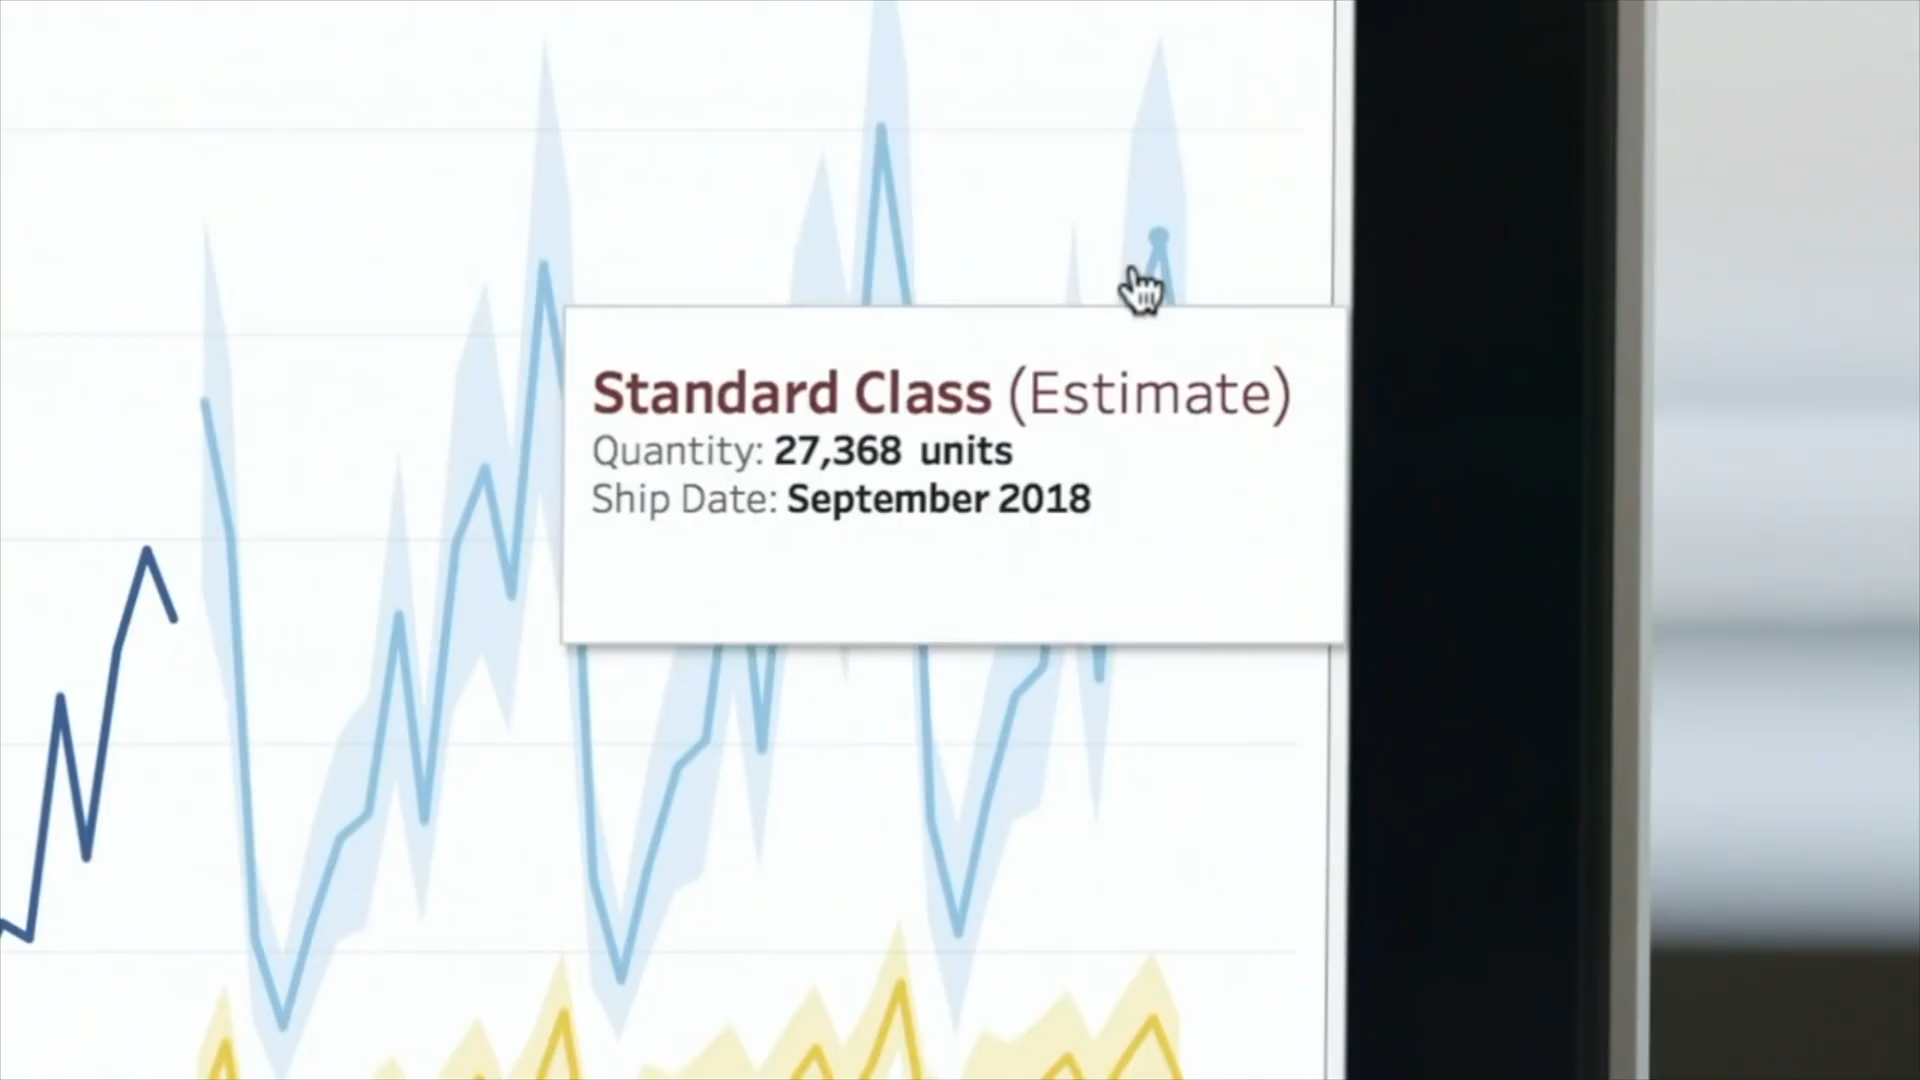 Standard Class (Estimate)
Quantity: 27,368 units
Ship Date: September 2018